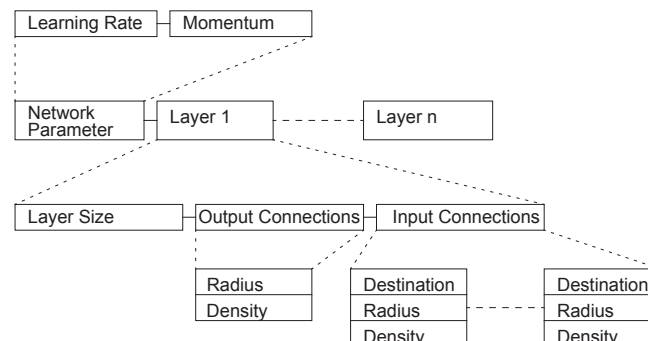 Learning Rate Momentum
Network Parameter Layer 1 Layer n
Layer Size Output Connections Input Connections
Radius Destination Destination
Density Radius Radius
Density Density